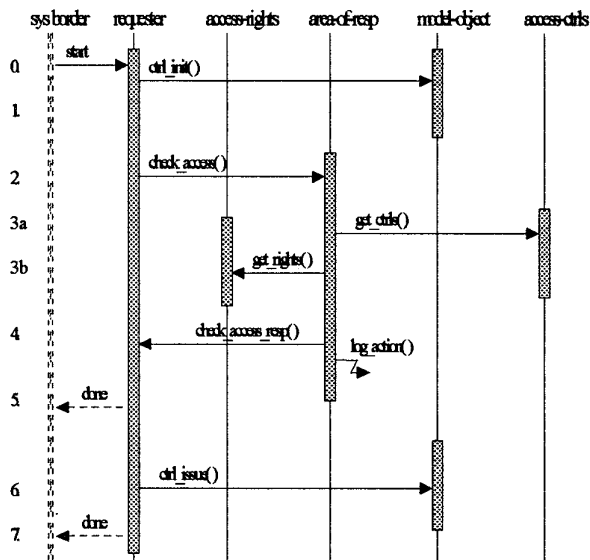 sys border requester access-rights area-of-resp model-object access-ctrls
start
0.
ctrl_init()
1.
check_access()
2
3a
get_ctrls()
3b
get_rights()
check_access_resp()
4
log_action()
done
5.
ctrl_issus()
6.
done
7.